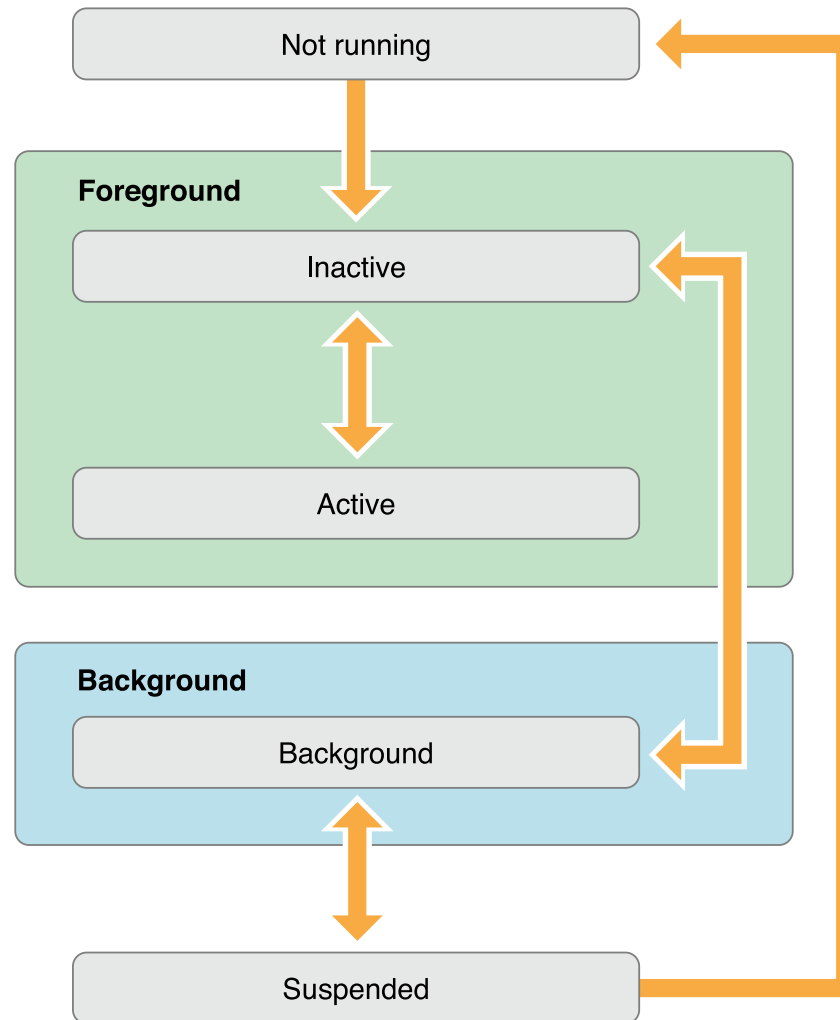 Not running
Foreground
Inactive
Active
Background
Background
Suspended